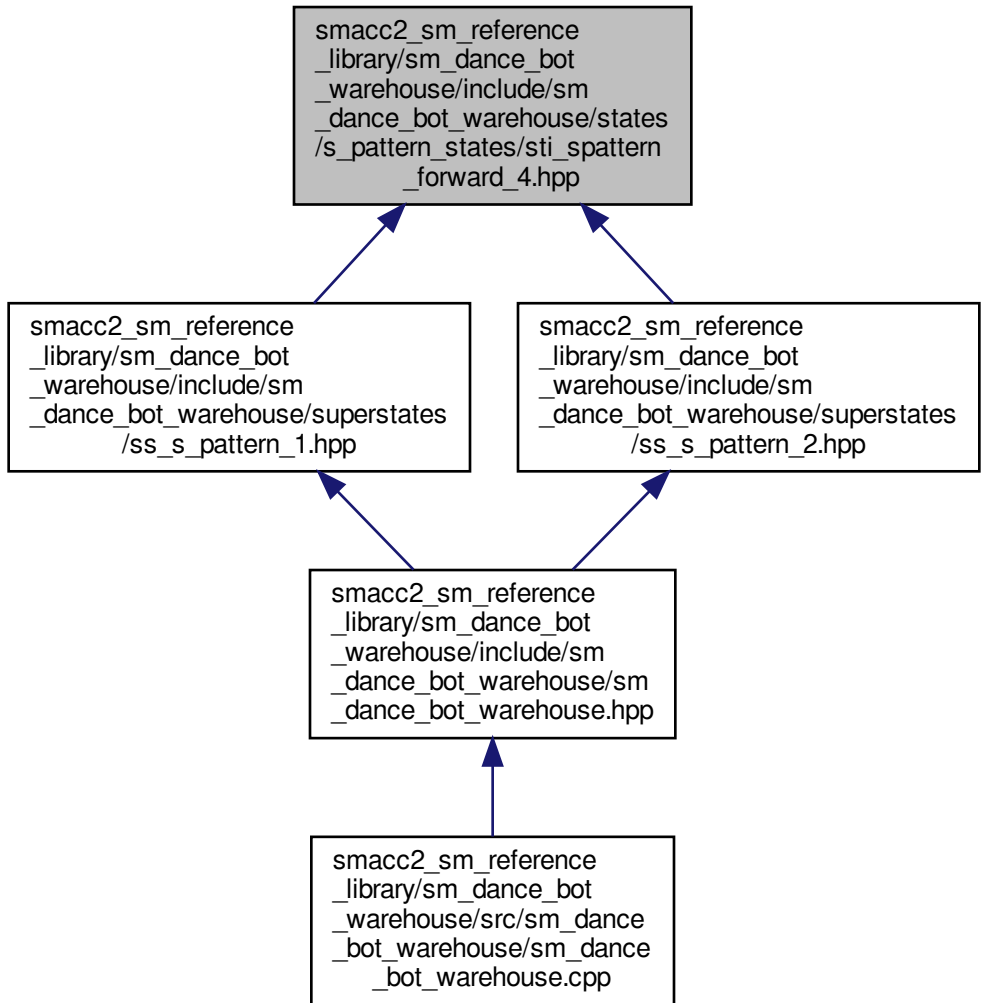 smacc2_sm_reference
_library/sm_dance_bot
_warehouse/include/sm
_dance_bot_warehouse/states
/s_pattern_states/sti_spattern
_forward_4.hpp
smacc2_sm_reference
_library/sm_dance_bot
_warehouse/include/sm
_dance_bot_warehouse/superstates
/ss_s_pattern_1.hpp
smacc2_sm_reference
_library/sm_dance_bot
_warehouse/include/sm
_dance_bot_warehouse/superstates
/ss_s_pattern_2.hpp
smacc2_sm_reference
_library/sm_dance_bot
_warehouse/include/sm
_dance_bot_warehouse/sm
_dance_bot_warehouse.hpp
smacc2_sm_reference
_library/sm_dance_bot
_warehouse/src/sm_dance
_bot_warehouse/sm_dance
_bot_warehouse.cpp